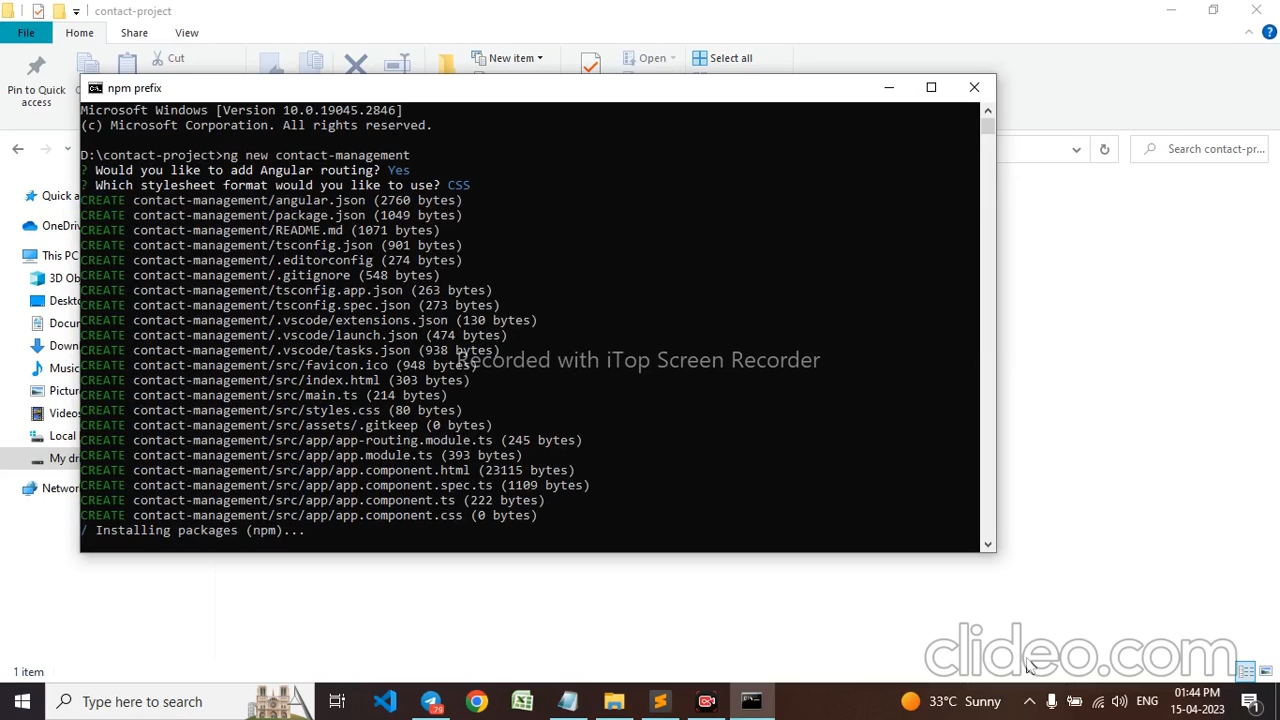 contact-project
File Home Share View
Pin to Quick access
Cut
New item
Open
Select all
npm prefix
Microsoft Windows [Version 10.0.19045.2846]
(c) Microsoft Corporation. All rights reserved.
D:\contact-project>ng new contact-management
? Would you like to add Angular routing? Yes
? Which stylesheet format would you like to use? CSS
CREATE contact-management/angular.json (2760 bytes)
CREATE contact-management/package.json (1049 bytes)
CREATE contact-management/README.md (1071 bytes)
CREATE contact-management/tsconfig.json (901 bytes)
CREATE contact-management/.editorconfig (274 bytes)
CREATE contact-management/.gitignore (548 bytes)
CREATE contact-management/tsconfig.app.json (263 bytes)
CREATE contact-management/tsconfig.spec.json (273 bytes)
CREATE contact-management/.vscode/extensions.json (130 bytes)
CREATE contact-management/.vscode/launch.json (474 bytes)
CREATE contact-management/.vscode/tasks.json (938 bytes)
CREATE contact-management/src/favicon.ico (948 bytes)
CREATE contact-management/src/index.html (303 bytes)
CREATE contact-management/src/main.ts (214 bytes)
CREATE contact-management/src/styles.css (80 bytes)
CREATE contact-management/src/assets/.gitkeep (0 bytes)
CREATE contact-management/src/app/app-routing.module.ts (245 bytes)
CREATE contact-management/src/app/app.module.ts (393 bytes)
CREATE contact-management/src/app/app.component.html (23115 bytes)
CREATE contact-management/src/app/app.component.spec.ts (1109 bytes)
CREATE contact-management/src/app/app.component.ts (222 bytes)
CREATE contact-management/src/app/app.component.css (0 bytes)
/ Installing packages (npm)...
Recorded with iTop Screen Recorder
Search contact-pr...
Quick a
OneDriv
This PC
3D Ob
Deskto
Docu
Down
Music
Pictur
Videos
Local
My dr
Networ
1 item
clideo.com
Type here to search
79
33°C Sunny
ENG
01:44 PM
15-04-2023
1